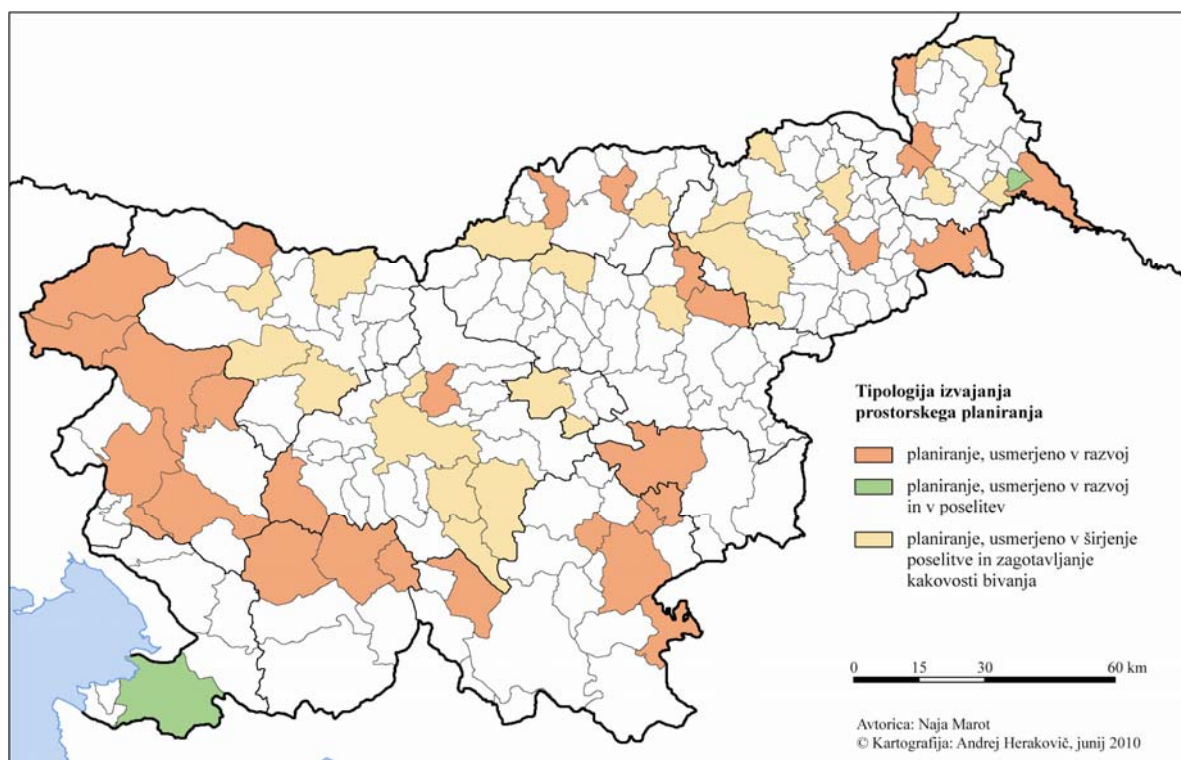 Tipologija izvajanja
prostorskega planiranja
planiranje, usmerjeno v razvoj
planiranje, usmerjeno v razvoj
in v poselitev
planiranje, usmerjeno v širjenje
poselitve in zagotavljanje
kakovosti bivanja
0 15 30 60 km
Avtorica: Naja Marot
© Kartografija: Andrej Herakovič, junij 2010